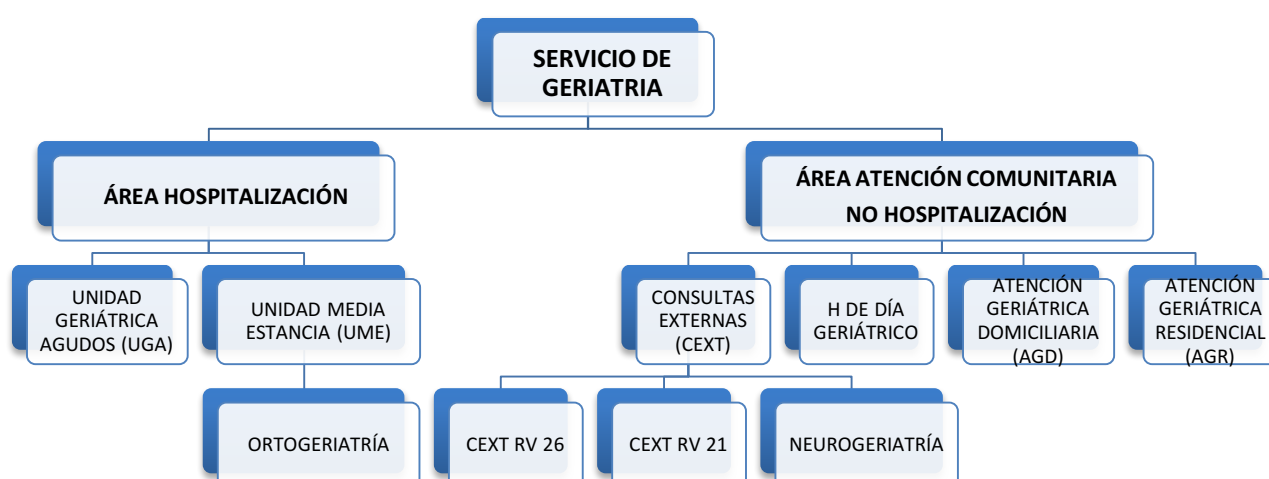 SERVICIO DE
GERIATRIA
ÁREA HOSPITALIZACIÓN
ÁREA ATENCIÓN COMUNITARIA
NO HOSPITALIZACIÓN
UNIDAD
GERIÁTRICA
AGUDOS (UGA)
UNIDAD MEDIA
ESTANCIA (UME)
CONSULTAS
EXTERNAS
(CEXT)
H DE DÍA
GERIÁTRICO
ATENCIÓN
GERIÁTRICA
DOMICILIARIA
(AGD)
ATENCIÓN
GERIÁTRICA
RESIDENCIAL
(AGR)
ORTOGERIATRÍA
CEXT RV 26
CEXT RV 21
NEUROGERIATRÍA